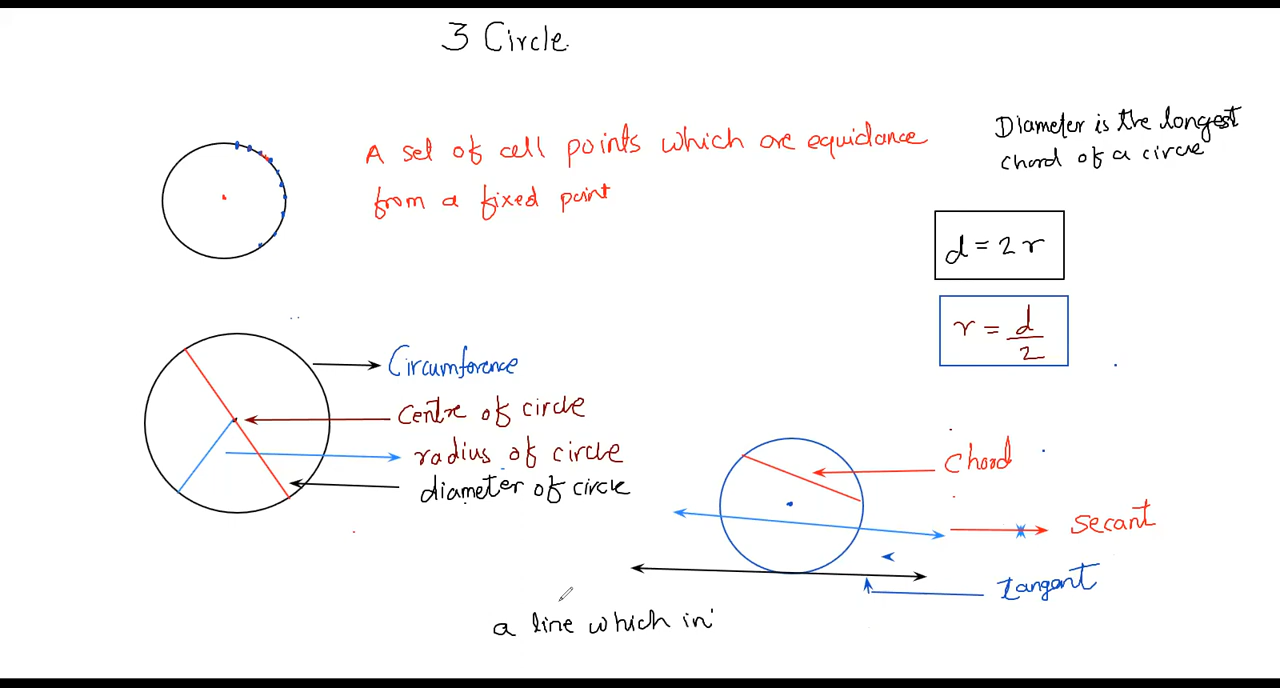 3 Circle
A set of all points which are equidance
from a fixed point
Diameter is the longest
chord of a circle
d = 2r
r = d/2
Circumference
Centre of circle
radius of circle
diameter of circle
chord
secant
tangent
a line which in